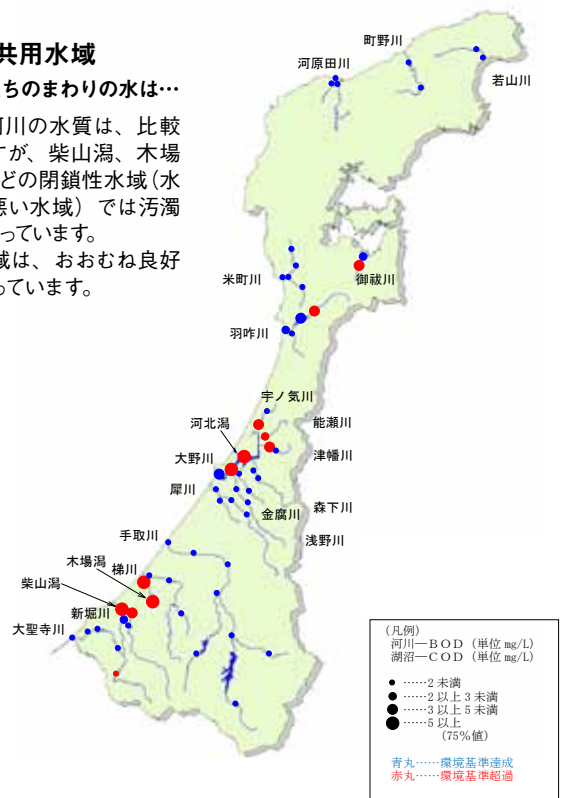 共用水域
ちのまわりの水は…
可川の水質は、比較
すが、柴山潟、木場
どの閉鎖性水域(水
悪い水域)では汚濁
っています。
域は、おおむね良好
っています。
町野川
河原田川
若山川
米町川
御祓川
羽咋川
宇ノ気川
河北潟
能瀬川
大野川
津幡川
犀川
金腐川
森下川
手取川
浅野川
木場潟
梯川
柴山潟
新堀川
大聖寺川
(凡例)
河川―BOD(単位 mg/L)
湖沼―COD(単位 mg/L)
……2 未満
……2 以上 3 未満
……3 以上 5 未満
……5 以上
(75%値)
青丸……環境基準達成
赤丸……環境基準超過